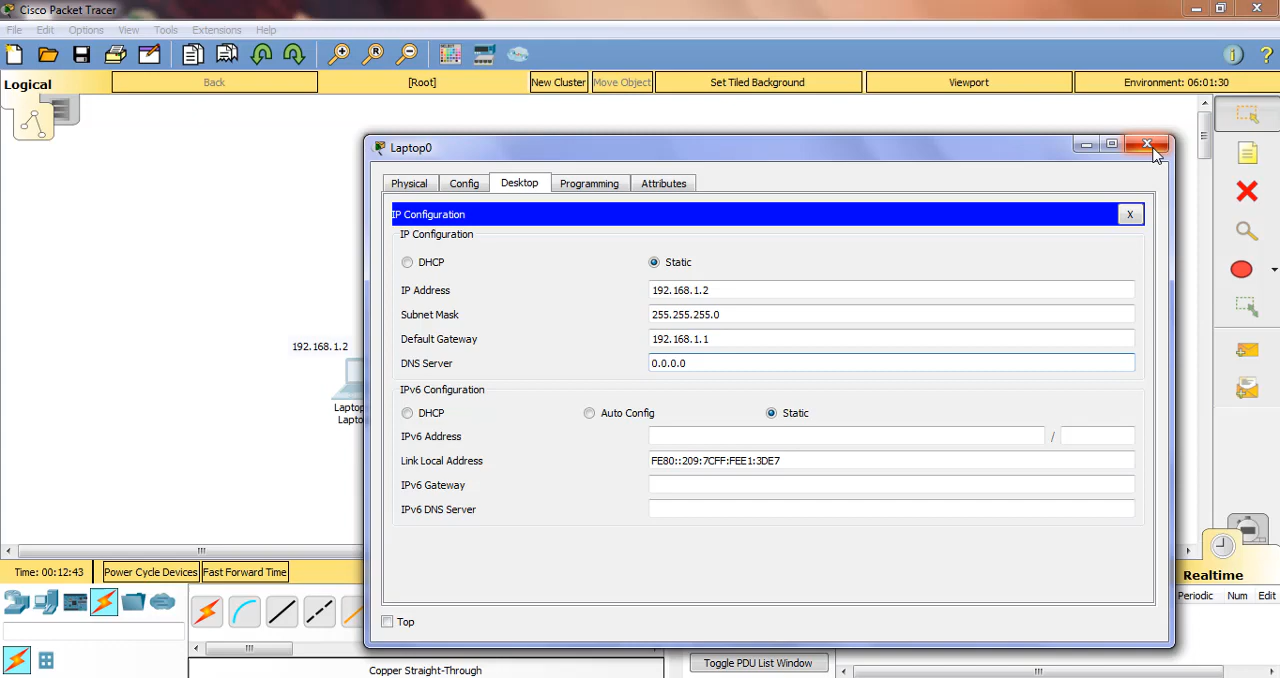 Cisco Packet Tracer
File Edit Options View Tools Extensions Help
Logical Back [Root] New Cluster Move Object Set Tiled Background Viewport Environment: 06:01:30
Laptop0
Physical Config Desktop Programming Attributes
IP Configuration X
IP Configuration
DHCP Static
IP Address 192.168.1.2
Subnet Mask 255.255.255.0
Default Gateway 192.168.1.1
DNS Server 0.0.0.0
IPv6 Configuration
DHCP Auto Config Static
IPv6 Address /
Link Local Address FE80::209:7CFF:FEE1:3DE7
IPv6 Gateway
IPv6 DNS Server
Top
192.168.1.2
Laptop
Lapto
Time: 00:12:43 Power Cycle Devices Fast Forward Time Realtime
Periodic Num Edit
Copper Straight-Through Toggle PDU List Window